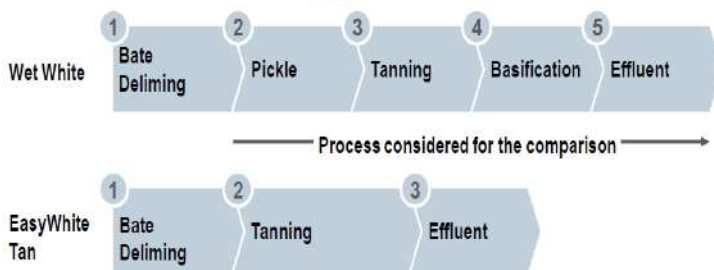 1 2 3 4 5
Wet White
Bate
Deliming
Pickle
Tanning
Basification
Effluent
Process considered for the comparison
1 2 3
EasyWhite
Tan
Bate
Deliming
Tanning
Effluent